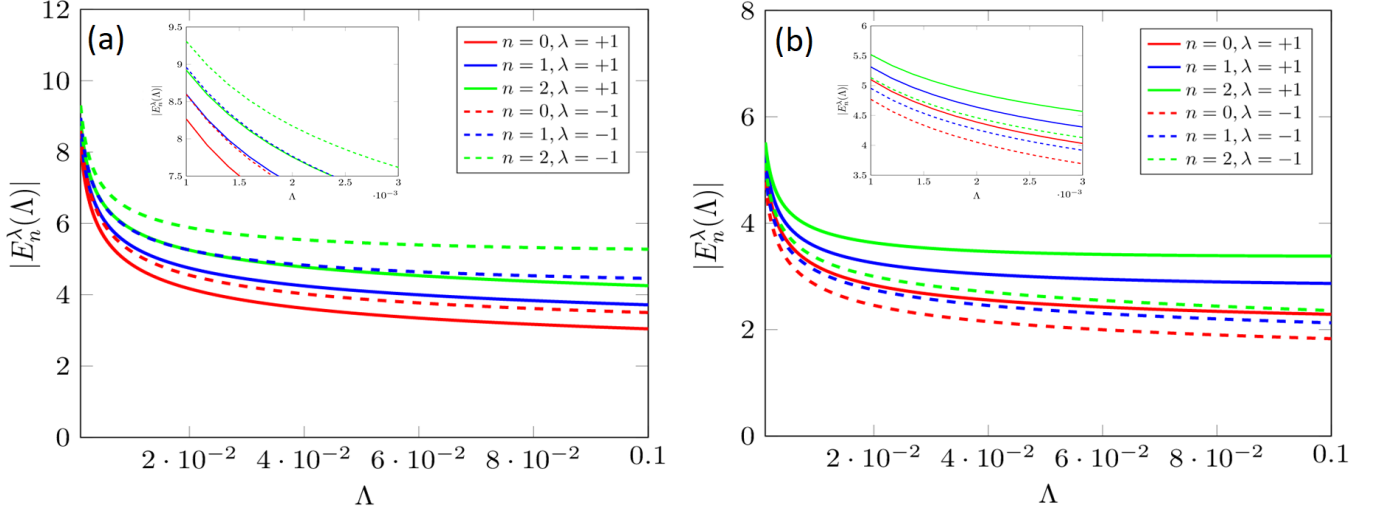 (a)
12
10
8
6
4
2
0
|E_n^λ(Λ)|
2 · 10^{−2}
4 · 10^{−2}
6 · 10^{−2}
8 · 10^{−2}
0.1
Λ
9.5
9
8.5
8
7.5
|E_n^λ(Λ)|
1
1.5
2
2.5
3
·10^{−3}
Λ
n = 0, λ = +1
n = 1, λ = +1
n = 2, λ = +1
n = 0, λ = −1
n = 1, λ = −1
n = 2, λ = −1
(b)
8
6
4
2
0
|E_n^λ(Λ)|
2 · 10^{−2}
4 · 10^{−2}
6 · 10^{−2}
8 · 10^{−2}
0.1
Λ
6
5.5
5
4.5
4
3.5
|E_n^λ(Λ)|
1
1.5
2
2.5
3
·10^{−3}
Λ
n = 0, λ = +1
n = 1, λ = +1
n = 2, λ = +1
n = 0, λ = −1
n = 1, λ = −1
n = 2, λ = −1